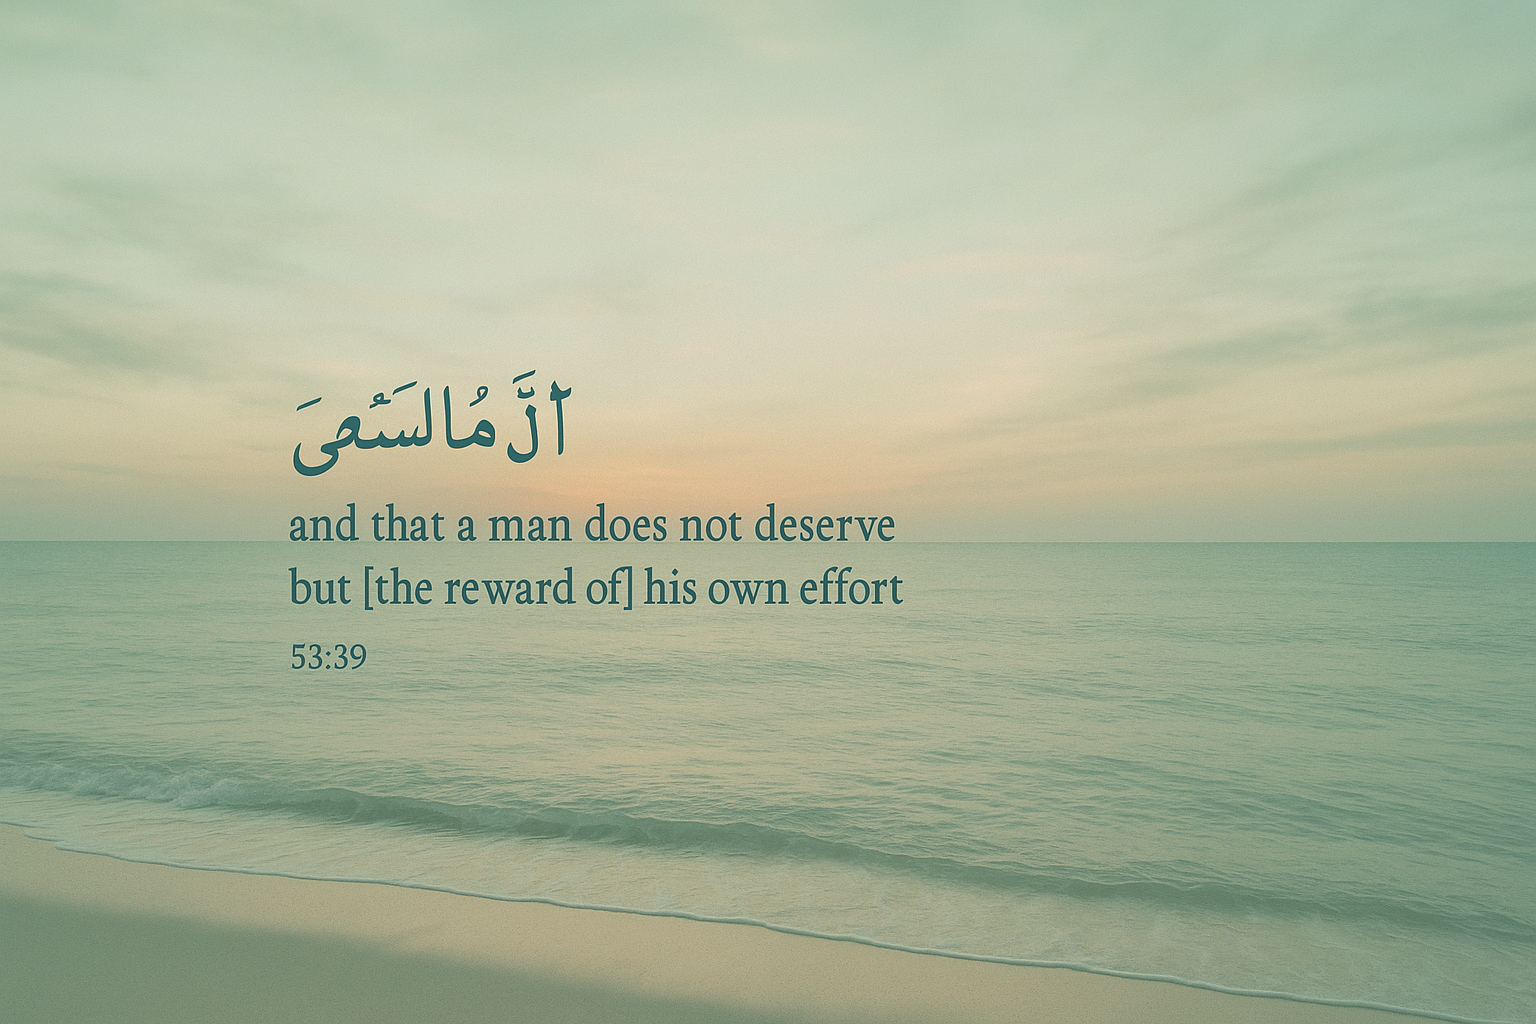 and that a man does not deserve
but [the reward of] his own effort
53:39